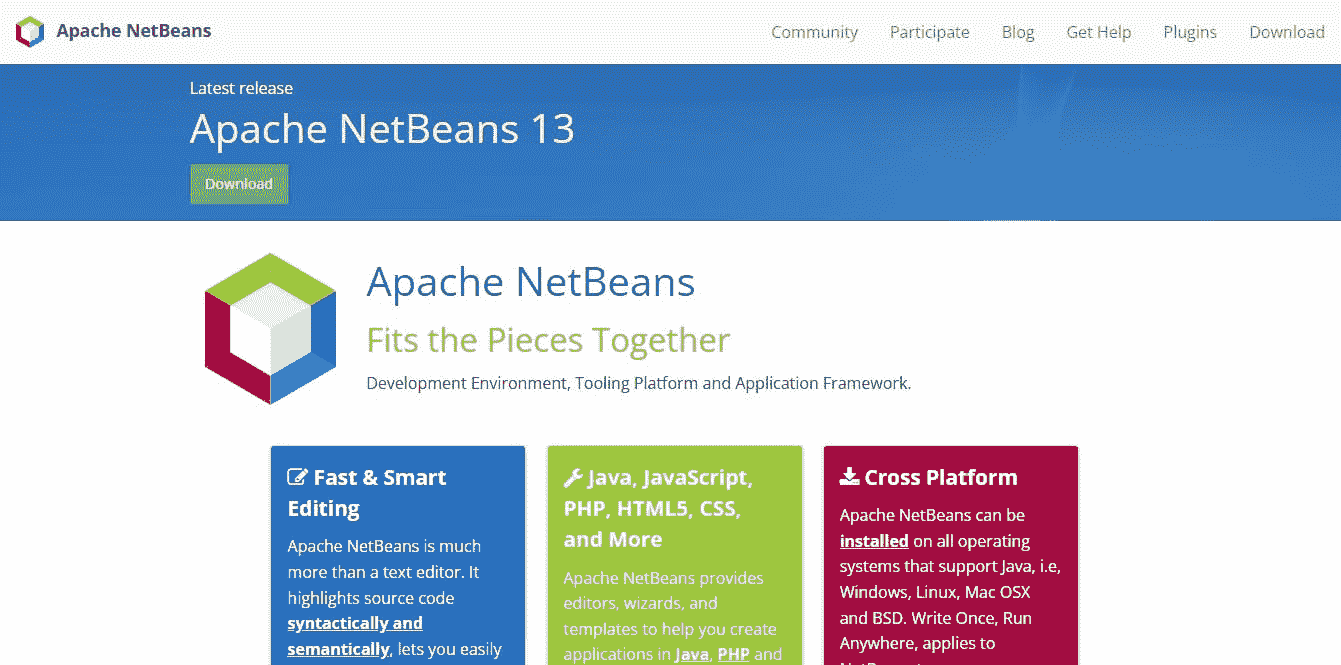 Apache NetBeans
Community Participate Blog Get Help Plugins Download
Latest release
Apache NetBeans 13
Download
Apache NetBeans
Fits the Pieces Together
Development Environment, Tooling Platform and Application Framework.
Fast & Smart
Editing
Apache NetBeans is much
more than a text editor. It
highlights source code
syntactically and
semantically, lets you easily
Java, JavaScript,
PHP, HTML5, CSS,
and More
Apache NetBeans provides
editors, wizards, and
templates to help you create
applications in Java, PHP and
Cross Platform
Apache NetBeans can be
installed on all operating
systems that support Java, i.e,
Windows, Linux, Mac OSX
and BSD. Write Once, Run
Anywhere, applies to